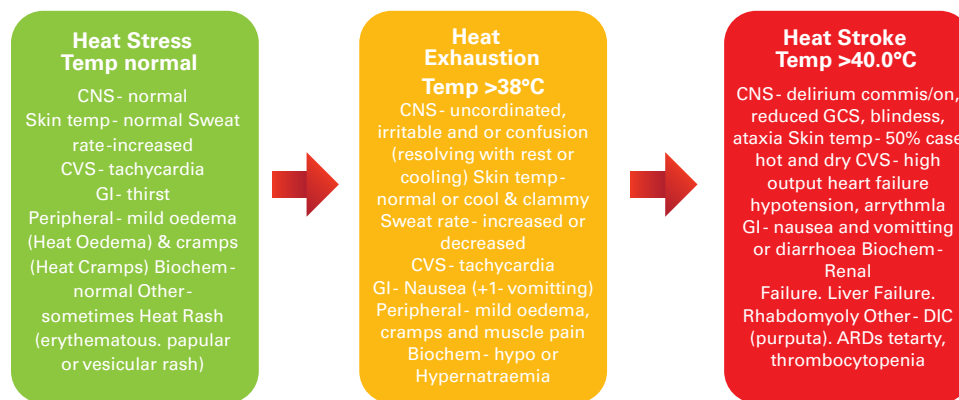 Heat Stress
Temp normal
CNS- normal
Skin temp- normal Sweat
rate-increased
CVS- tachycardia
GI- thirst
Peripheral- mild oedema
(Heat Oedema) & cramps
(Heat Cramps) Biochem-
normal Other-
sometimes Heat Rash
(erythematous. papular
or vesicular rash)
Heat
Exhaustion
Temp >38°C
CNS- uncordinated,
irritable and or confusion
(resolving with rest or
cooling) Skin temp-
normal or cool & clammy
Sweat rate- increased or
decreased
CVS- tachycardia
GI- Nausea (+1- vomitting)
Peripheral- mild oedema,
cramps and muscle pain
Biochem- hypo or
Hypernatraemia
Heat Stroke
Temp >40.0°C
CNS- delirium commis/on,
reduced GCS, blindess,
ataxia Skin temp- 50% case
hot and dry CVS- high
output heart failure
hypotension, arrythmla
GI- nausea and vomitting
or diarrhoea Biochem-
Renal
Failure. Liver Failure.
Rhabdomyoly Other- DIC
(purputa). ARDs tetarty,
thrombocytopenia